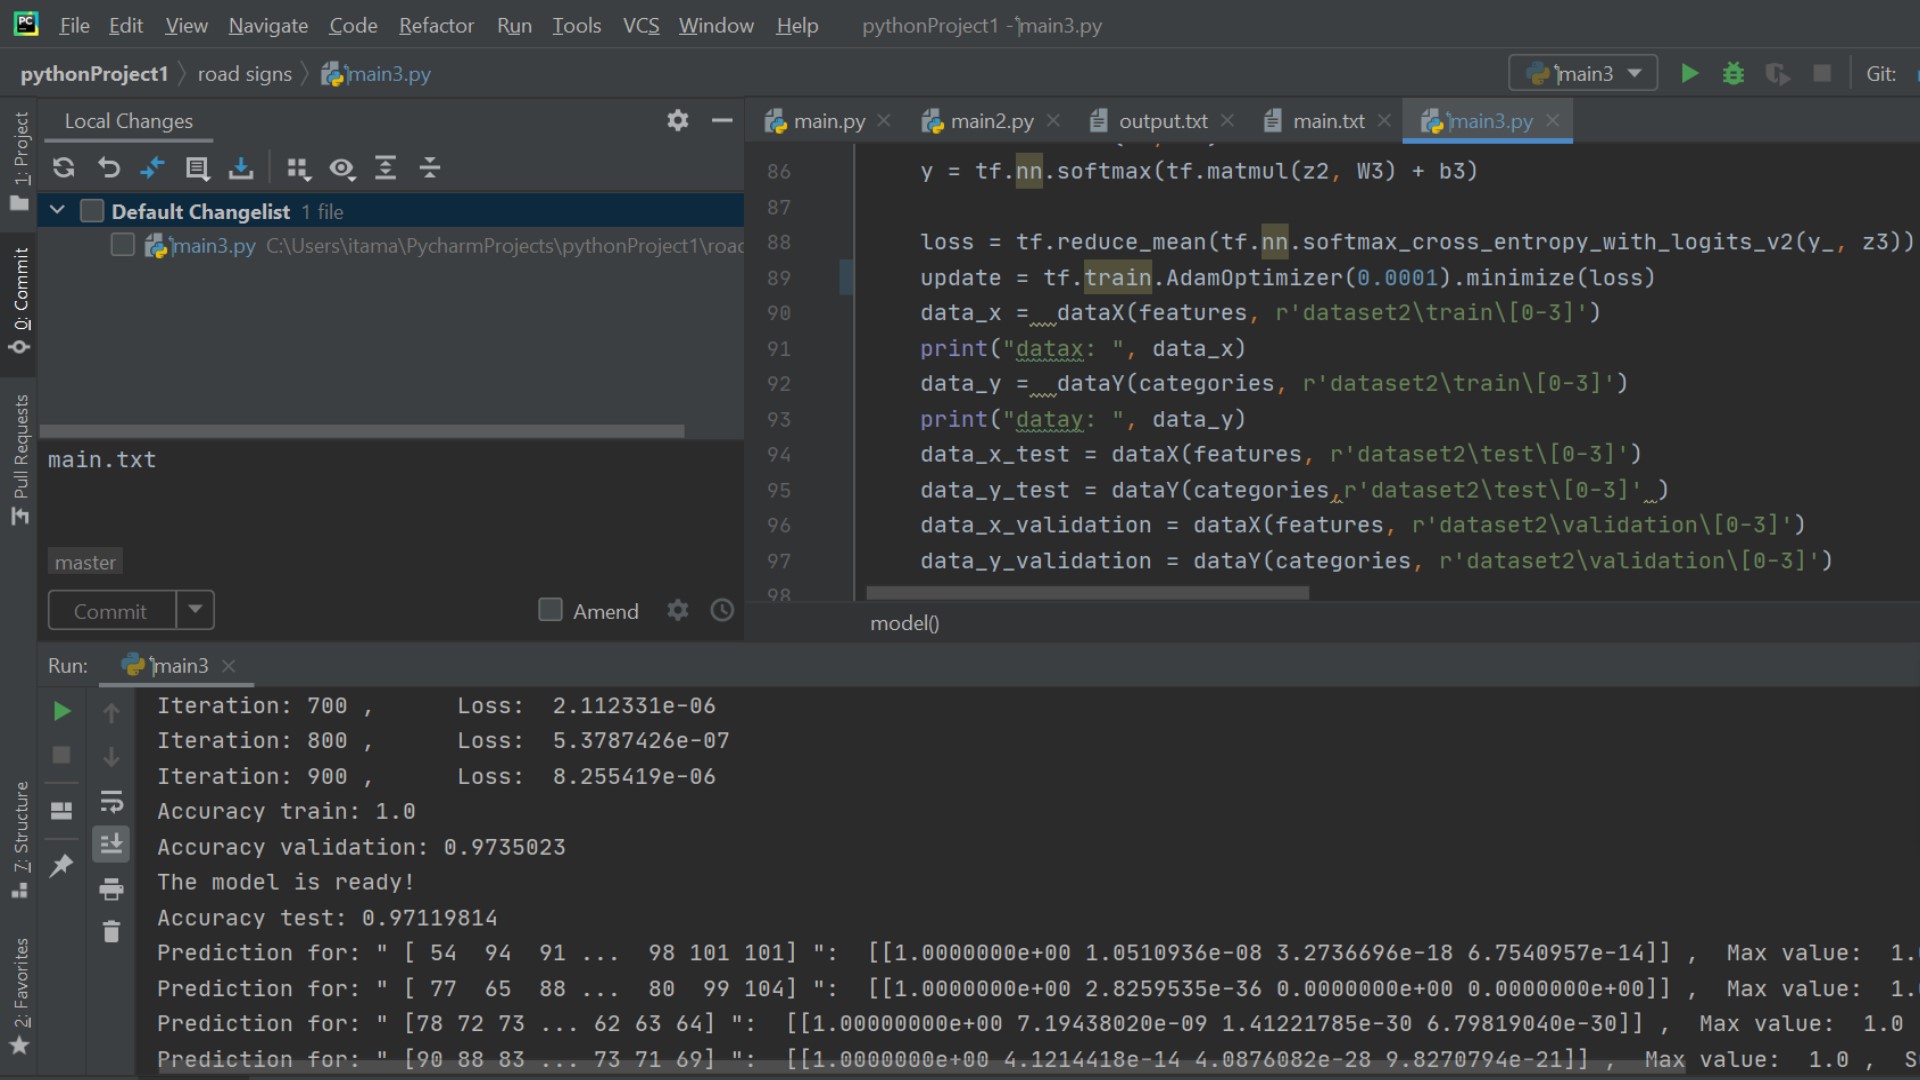 PC File Edit View Navigate Code Refactor Run Tools VCS Window Help pythonProject1 - main3.py
pythonProject1 road signs main3.py main3 Git:
1: Project
0: Commit
Pull Requests
7: Structure
2: Favorites
Local Changes
Default Changelist 1 file
main3.py C:\Users\itama\PycharmProjects\pythonProject1\road
main.txt
master
Commit Amend
main.py main2.py output.txt main.txt main3.py
86 y = tf.nn.softmax(tf.matmul(z2, W3) + b3)
87
88 loss = tf.reduce_mean(tf.nn.softmax_cross_entropy_with_logits_v2(y_, z3))
89 update = tf.train.AdamOptimizer(0.0001).minimize(loss)
90 data_x =  dataX(features, r'dataset2\train\[0-3]')
91 print("datax: ", data_x)
92 data_y =  dataY(categories, r'dataset2\train\[0-3]')
93 print("datay: ", data_y)
94 data_x_test = dataX(features, r'dataset2\test\[0-3]')
95 data_y_test = dataY(categories,r'dataset2\test\[0-3]' )
96 data_x_validation = dataX(features, r'dataset2\validation\[0-3]')
97 data_y_validation = dataY(categories, r'dataset2\validation\[0-3]')
98
model()
Run: main3
Iteration: 700 , Loss: 2.112331e-06
Iteration: 800 , Loss: 5.3787426e-07
Iteration: 900 , Loss: 8.255419e-06
Accuracy train: 1.0
Accuracy validation: 0.9735023
The model is ready!
Accuracy test: 0.97119814
Prediction for: " [ 54 94 91 ... 98 101 101] ": [[1.0000000e+00 1.0510936e-08 3.2736696e-18 6.7540957e-14]] , Max value: 1.
Prediction for: " [ 77 65 88 ... 80 99 104] ": [[1.0000000e+00 2.8259535e-36 0.0000000e+00 0.0000000e+00]] , Max value: 1.
Prediction for: " [78 72 73 ... 62 63 64] ": [[1.00000000e+00 7.19438020e-09 1.41221785e-30 6.79819040e-30]] , Max value: 1.0
Prediction for: " [90 88 83 ... 73 71 69] ": [[1.0000000e+00 4.1214418e-14 4.0876082e-28 9.8270794e-21]] , Max value: 1.0 , S